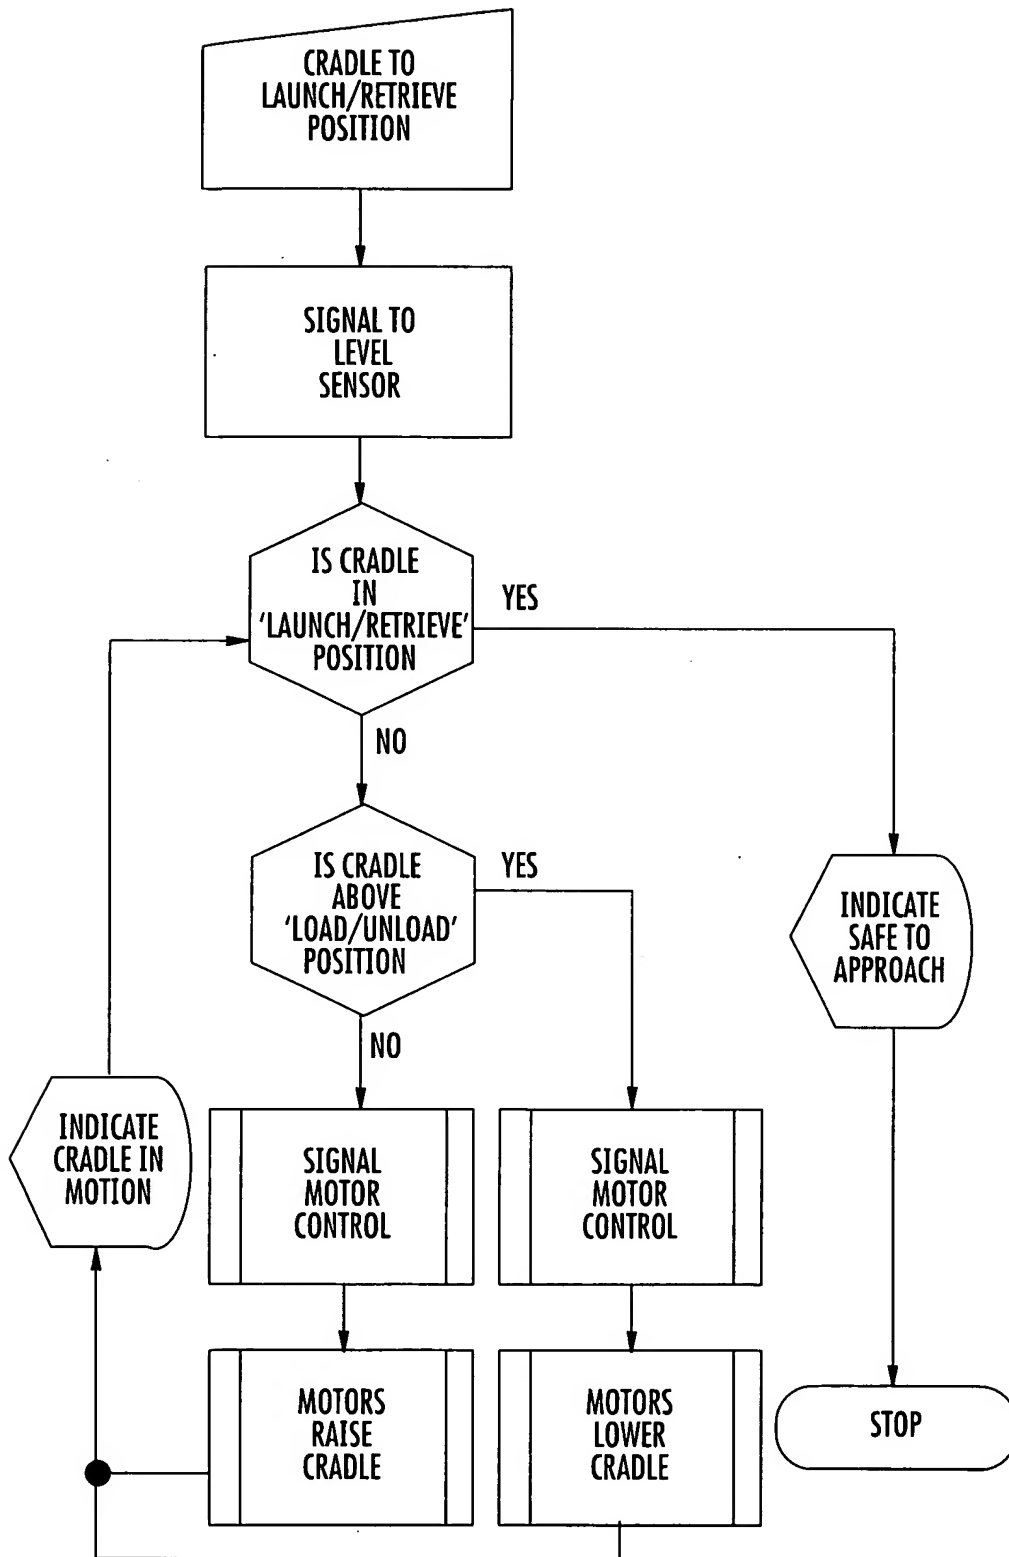 CRADLE TO
LAUNCH/RETRIEVE
POSITION
SIGNAL TO
LEVEL
SENSOR
IS CRADLE
IN
'LAUNCH/RETRIEVE'
POSITION
YES
NO
IS CRADLE
ABOVE
'LOAD/UNLOAD'
POSITION
YES
NO
INDICATE
SAFE TO
APPROACH
INDICATE
CRADLE IN
MOTION
SIGNAL
MOTOR
CONTROL
SIGNAL
MOTOR
CONTROL
MOTORS
RAISE
CRADLE
MOTORS
LOWER
CRADLE
STOP